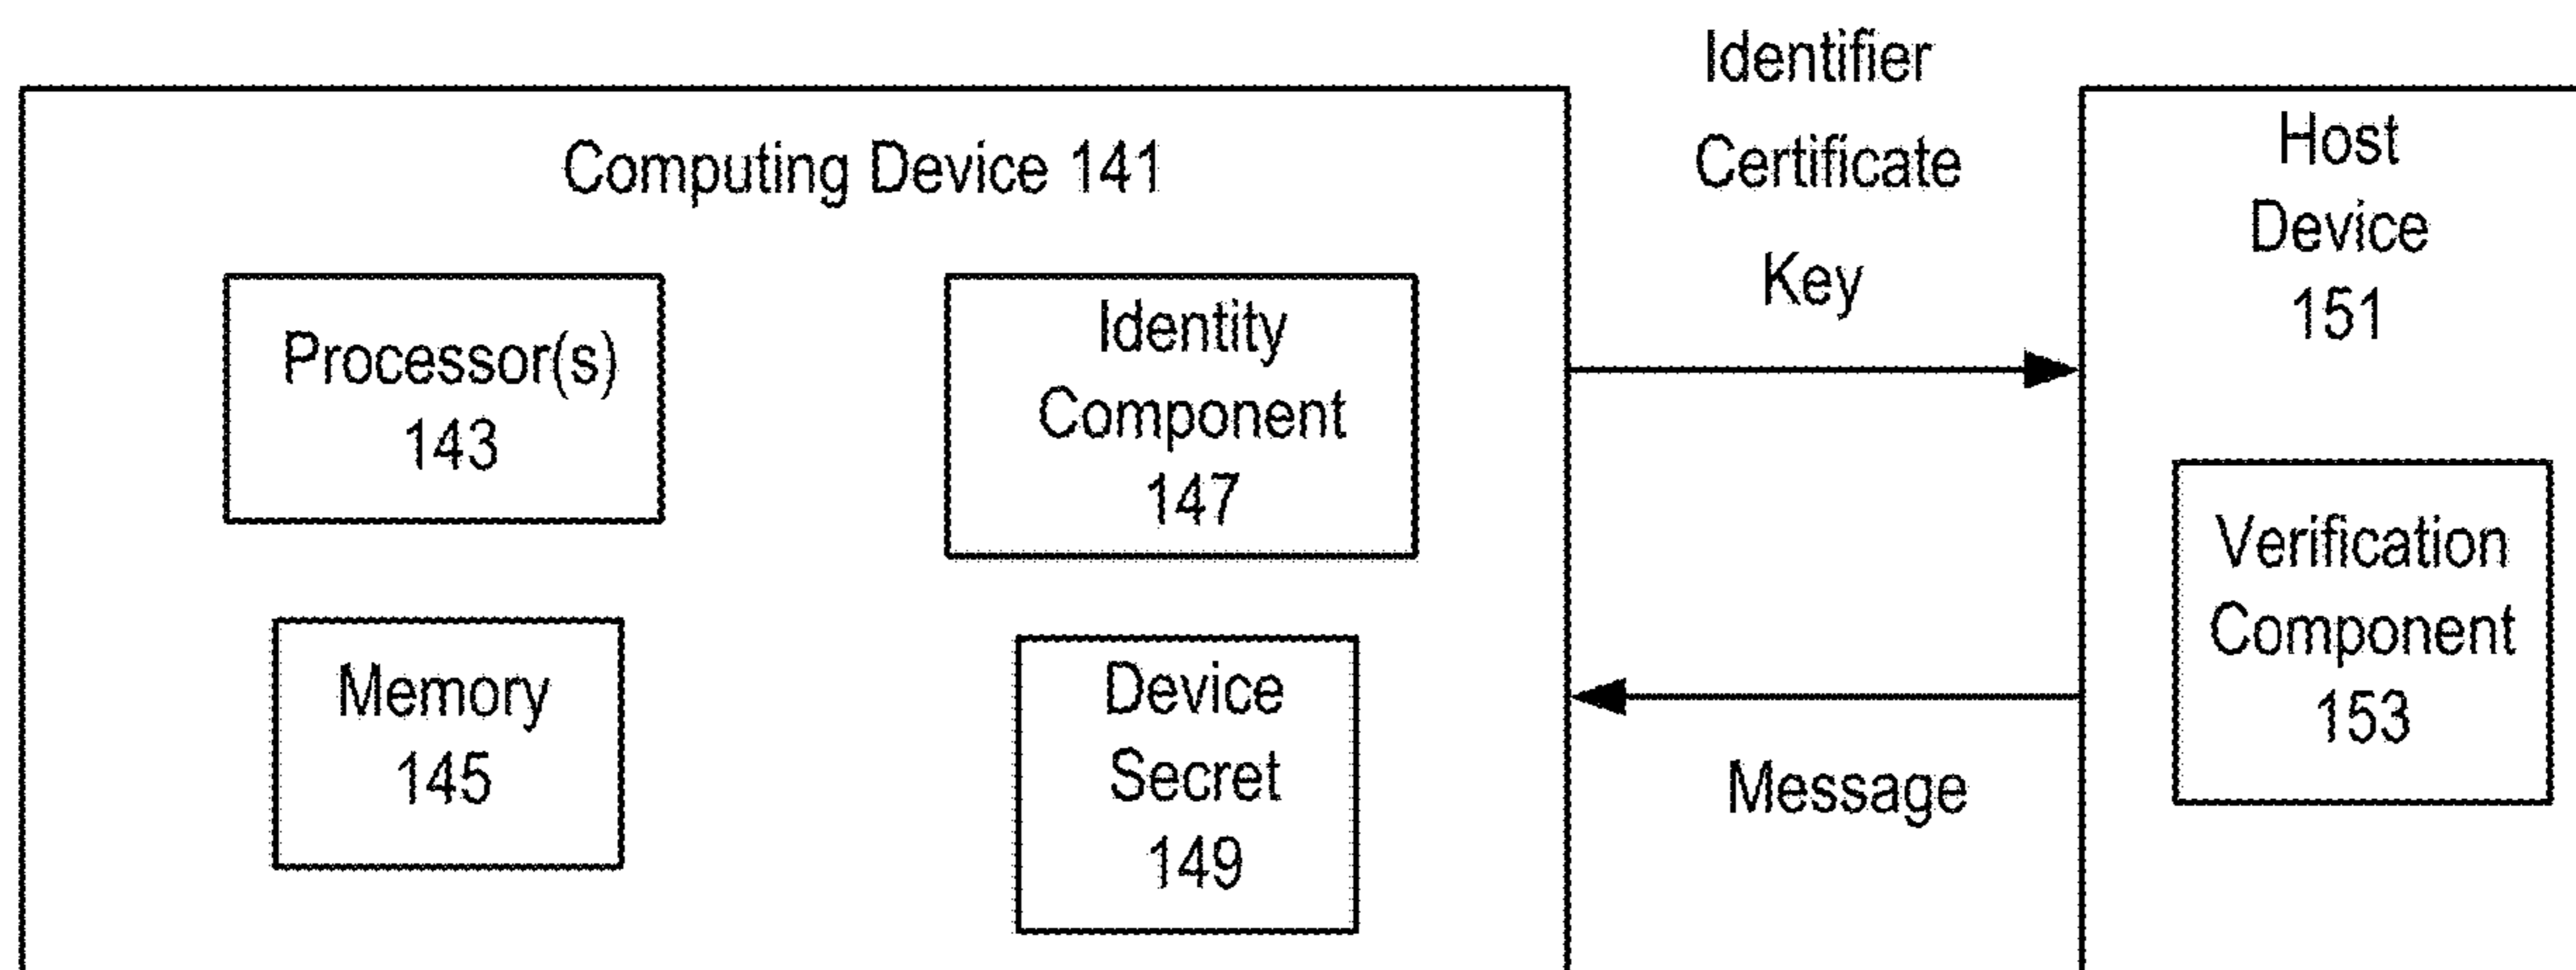 Computing Device 141
Processor(s)
143
Identity
Component
147
Memory
145
Device
Secret
149
Identifier
Certificate
Key
Message
Host
Device
151
Verification
Component
153